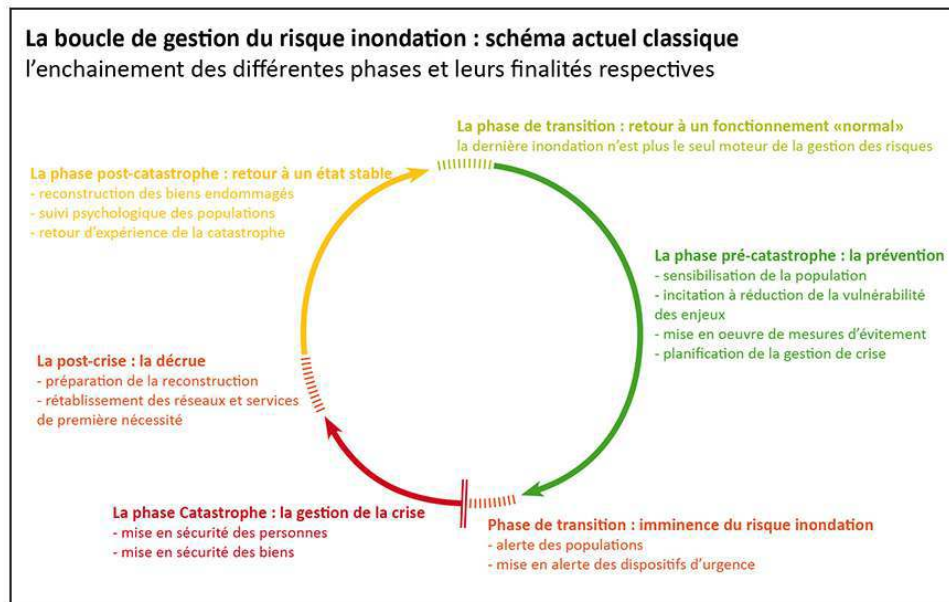 La boucle de gestion du risque inondation : schéma actuel classique
l'enchainement des différentes phases et leurs finalités respectives
La phase de transition : retour à un fonctionnement «normal»
la dernière inondation n'est plus le seul moteur de la gestion des risques
La phase post-catastrophe : retour à un état stable
- reconstruction des biens endommagés
- suivi psychologique des populations
- retour d'expérience de la catastrophe
La phase pré-catastrophe : la prévention
- sensibilisation de la population
- incitation à réduction de la vulnérabilité
des enjeux
- mise en oeuvre de mesures d'évitement
- planification de la gestion de crise
La post-crise : la décrue
- préparation de la reconstruction
- rétablissement des réseaux et services
de première nécessité
La phase Catastrophe : la gestion de la crise
- mise en sécurité des personnes
- mise en sécurité des biens
Phase de transition : imminence du risque inondation
- alerte des populations
- mise en alerte des dispositifs d'urgence